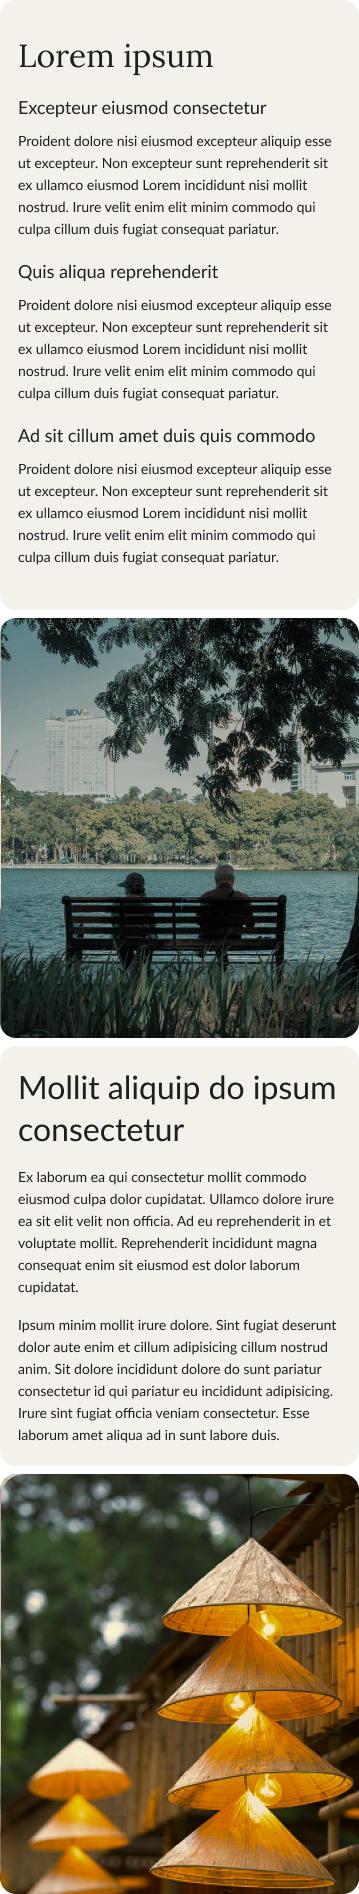 Lorem ipsum
Excepteur eiusmod consectetur
Proident dolore nisi eiusmod excepteur aliquip esse
ut excepteur. Non excepteur sunt reprehenderit sit
ex ullamco eiusmod Lorem incididunt nisi mollit
nostrud. Irure velit enim elit minim commodo qui
culpa cillum duis fugiat consequat pariatur.
Quis aliqua reprehenderit
Proident dolore nisi eiusmod excepteur aliquip esse
ut excepteur. Non excepteur sunt reprehenderit sit
ex ullamco eiusmod Lorem incididunt nisi mollit
nostrud. Irure velit enim elit minim commodo qui
culpa cillum duis fugiat consequat pariatur.
Ad sit cillum amet duis quis commodo
Proident dolore nisi eiusmod excepteur aliquip esse
ut excepteur. Non excepteur sunt reprehenderit sit
ex ullamco eiusmod Lorem incididunt nisi mollit
nostrud. Irure velit enim elit minim commodo qui
culpa cillum duis fugiat consequat pariatur.
BIDV
Mollit aliquip do ipsum
consectetur
Ex laborum ea qui consectetur mollit commodo
eiusmod culpa dolor cupidatat. Ullamco dolore irure
ea sit elit velit non officia. Ad eu reprehenderit in et
voluptate mollit. Reprehenderit incididunt magna
consequat enim sit eiusmod est dolor laborum
cupidatat.
Ipsum minim mollit irure dolore. Sint fugiat deserunt
dolor aute enim et cillum adipisicing cillum nostrud
anim. Sit dolore incididunt dolore do sunt pariatur
consectetur id qui pariatur eu incididunt adipisicing.
Irure sint fugiat officia veniam consectetur. Esse
laborum amet aliqua ad in sunt labore duis.